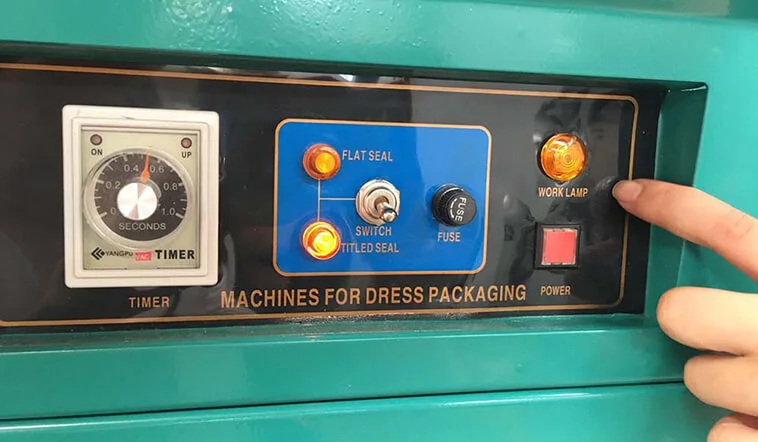 ON
UP
0.4 0.6
0.2 0.8
0 1.0
SECONDS
YANGPU VAC TIMER
TIMER
FLAT SEAL
SWITCH
TITLED SEAL
FUSE
FUSE
WORK LAMP
POWER
MACHINES FOR DRESS PACKAGING